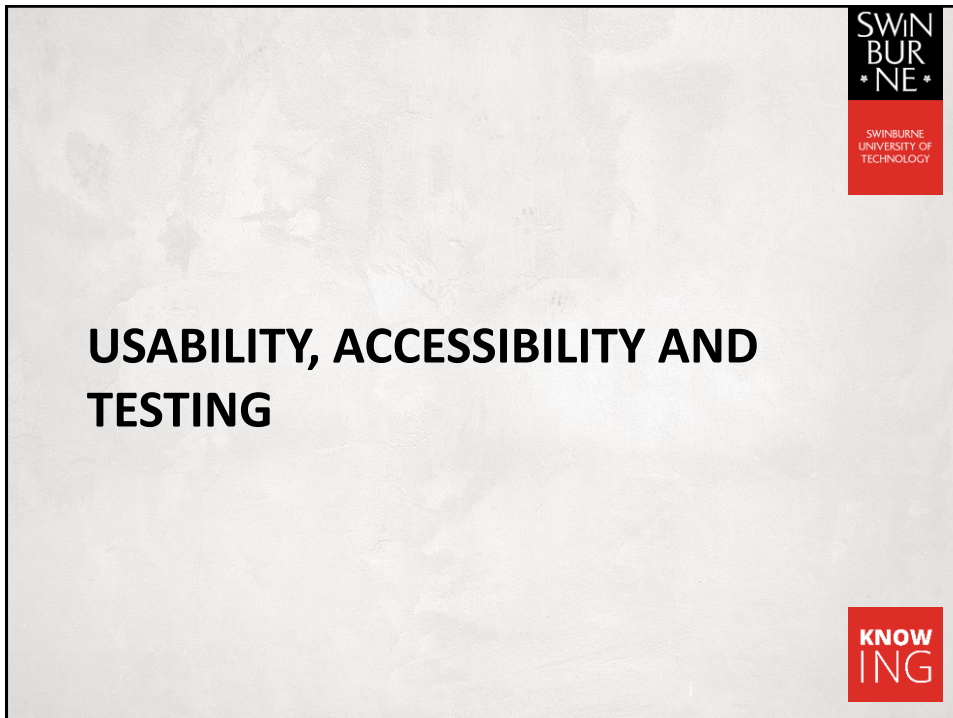 SWiN
BUR
* NE *
SWINBURNE
UNIVERSITY OF
TECHNOLOGY
USABILITY, ACCESSIBILITY AND
TESTING
KNOW
ING